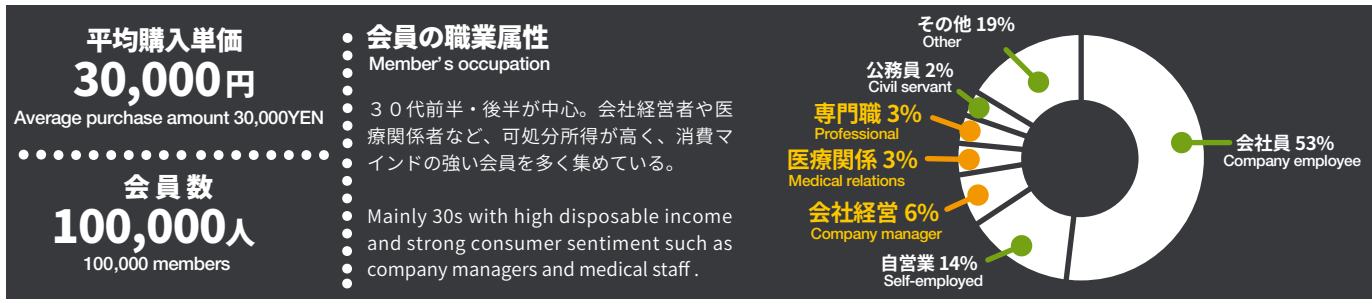 平均購入単価
30,000円
Average purchase amount 30,000YEN
会員数
100,000人
100,000 members
会員の職業属性
Member's occupation
３０代前半・後半が中心。会社経営者や医
療関係者など、可処分所得が高く、消費マ
インドの強い会員を多く集めている。
Mainly 30s with high disposable income
and strong consumer sentiment such as
company managers and medical staff .
その他 19%
Other
公務員 2%
Civil servant
専門職 3%
Professional
医療関係 3%
Medical relations
会社経営 6%
Company manager
自営業 14%
Self-employed
会社員 53%
Company employee